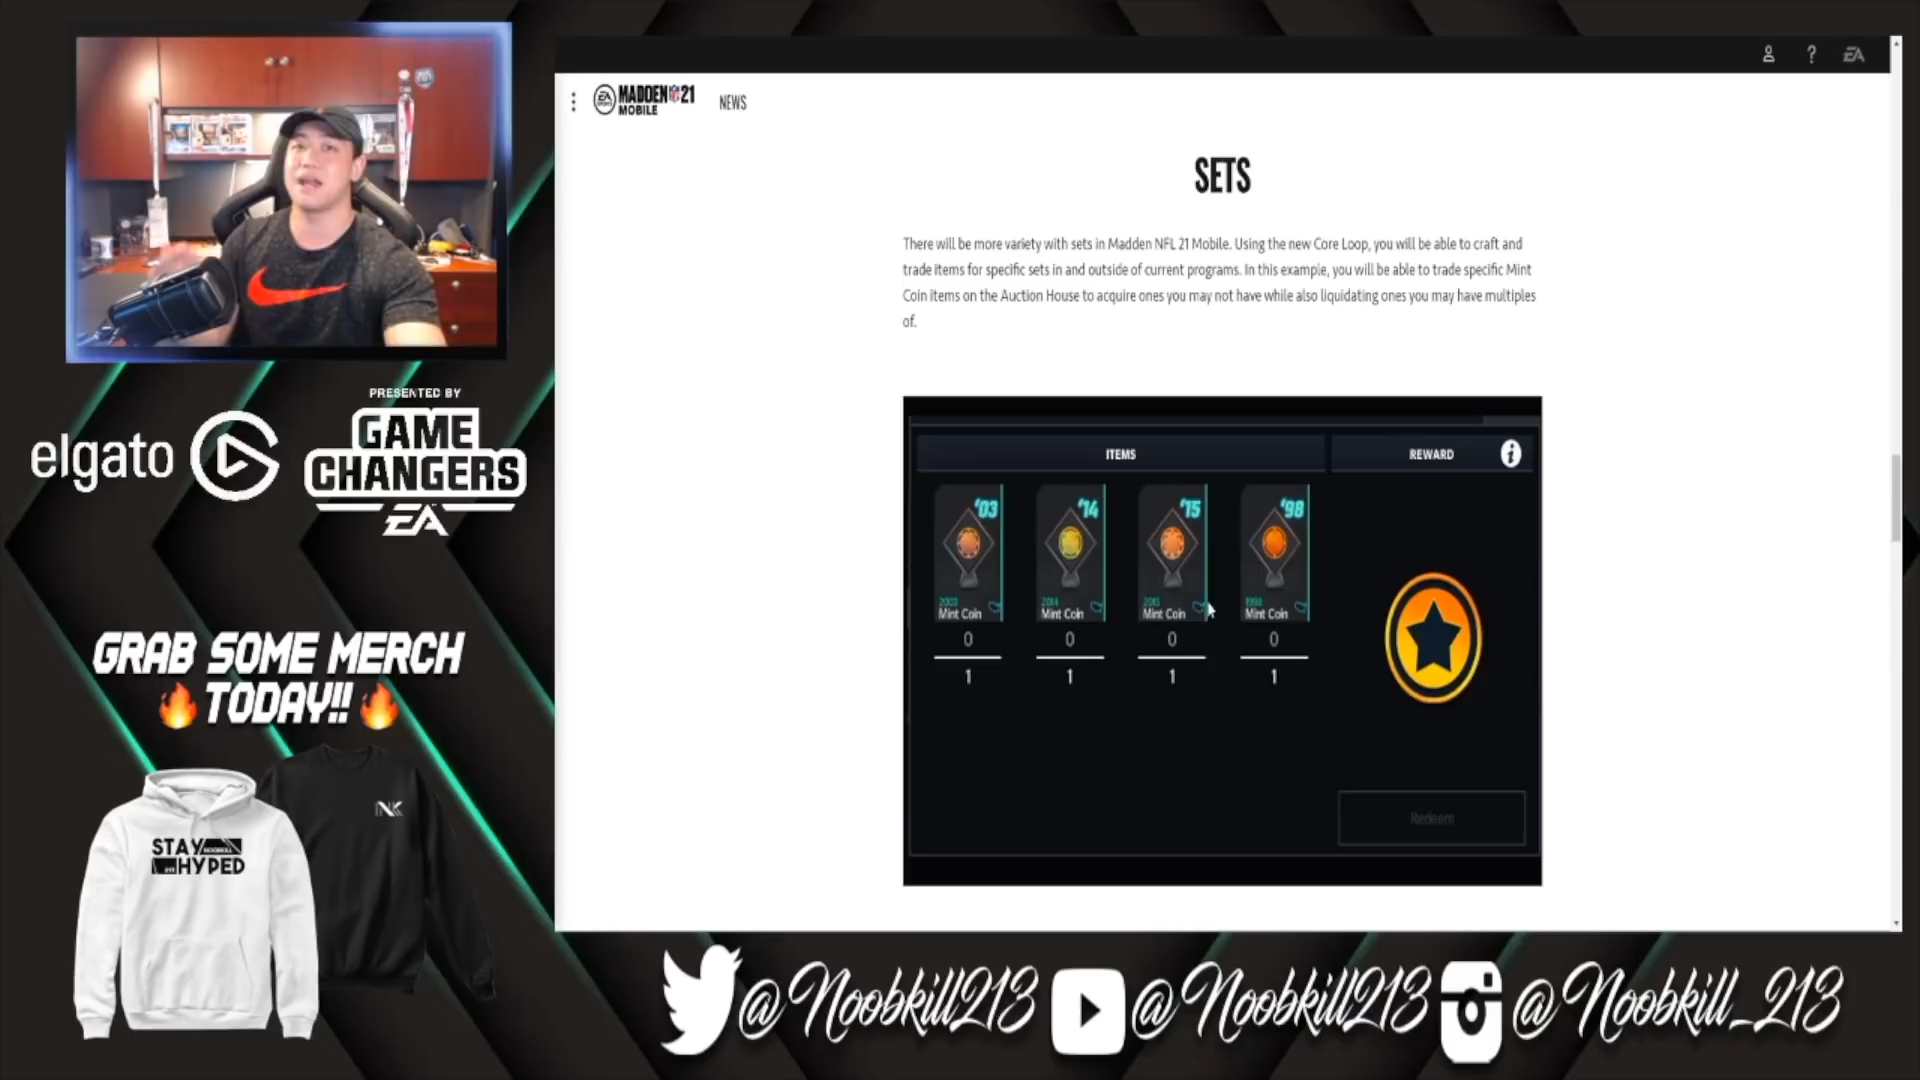 MADDEN NFL 21
MOBILE
NEWS
?
EA
SETS
There will be more variety with sets in Madden NFL 21 Mobile. Using the new Core Loop, you will be able to craft and
trade items for specific sets in and outside of current programs. In this example, you will be able to trade specific Mint
Coin items on the Auction House to acquire ones you may not have while also liquidating ones you may have multiples
of.
ITEMS
REWARD
i
'03
'14
'15
'98
2003
2014
2015
1998
Mint Coin
Mint Coin
Mint Coin
Mint Coin
0
0
0
0
1
1
1
1
Redeem
elgato
PRESENTED BY
GAME
CHANGERS
EA
GRAB SOME MERCH
TODAY!!
STAY
HYPED
NK
@Noobkill213
@Noobkill213
@Noobkill_213